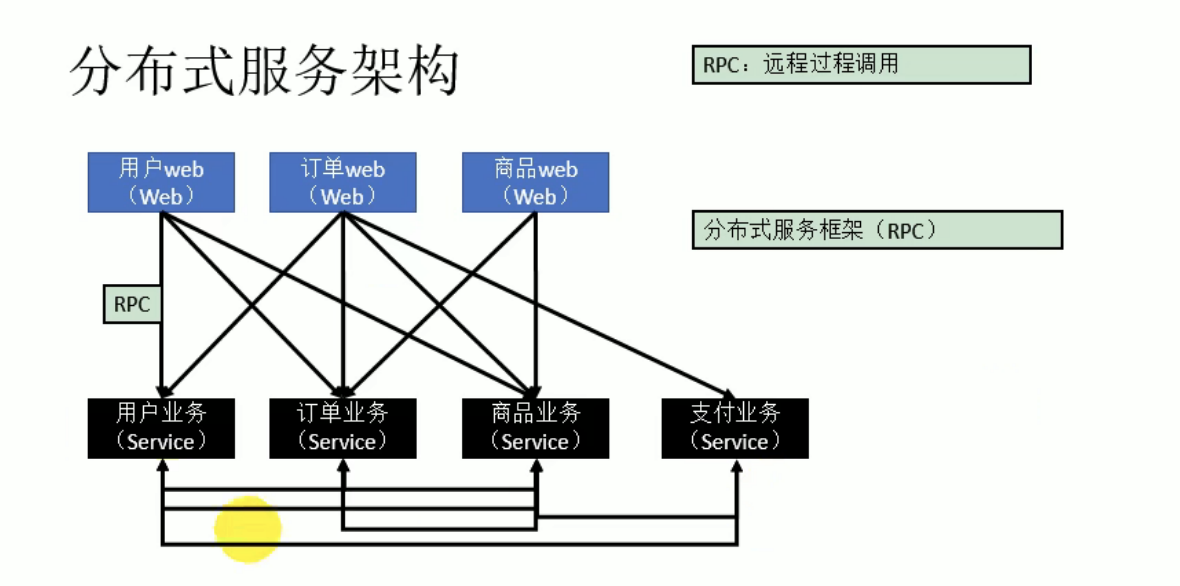 分布式服务架构
RPC：远程过程调用
用户web
（Web）
订单web
（Web）
商品web
（Web）
分布式服务框架（RPC）
RPC
用户业务
（Service）
订单业务
（Service）
商品业务
（Service）
支付业务
（Service）